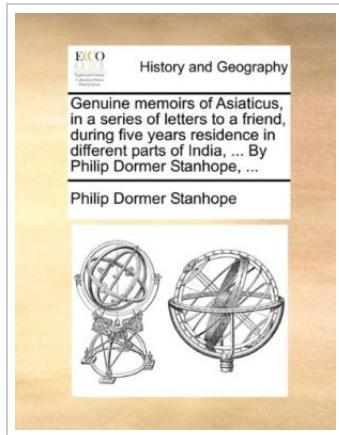 ECCO
History and Geography
Genuine memoirs of Asiaticus,
in a series of letters to a friend,
during five years residence in
different parts of India, ... By
Philip Dormer Stanhope, ...
Philip Dormer Stanhope